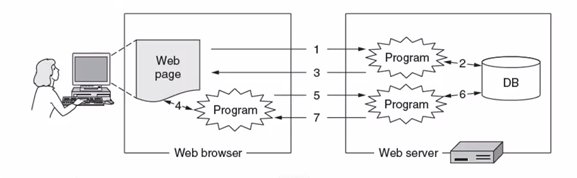 Web
page
1
Program
2
3
DB
4
Program
5
Program
6
7
Web browser
Web server